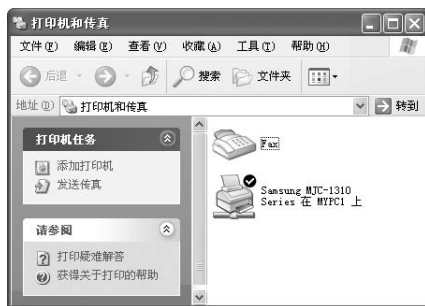 打印机和传真
文件(F) 编辑(E) 查看(V) 收藏(A) 工具(T) 帮助(H)
后退 搜索 文件夹
地址(D) 打印机和传真 转到
打印机任务
添加打印机
发送传真
请参阅
打印疑难解答
获得关于打印的帮助
Fax
Samsung MJC-1310
Series 在 MYPC1 上